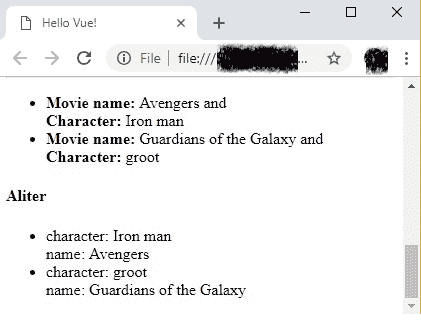 Hello Vue!
File | file:/// ...
Movie name: Avengers and
Character: Iron man
Movie name: Guardians of the Galaxy and
Character: groot
Aliter
character: Iron man
name: Avengers
character: groot
name: Guardians of the Galaxy